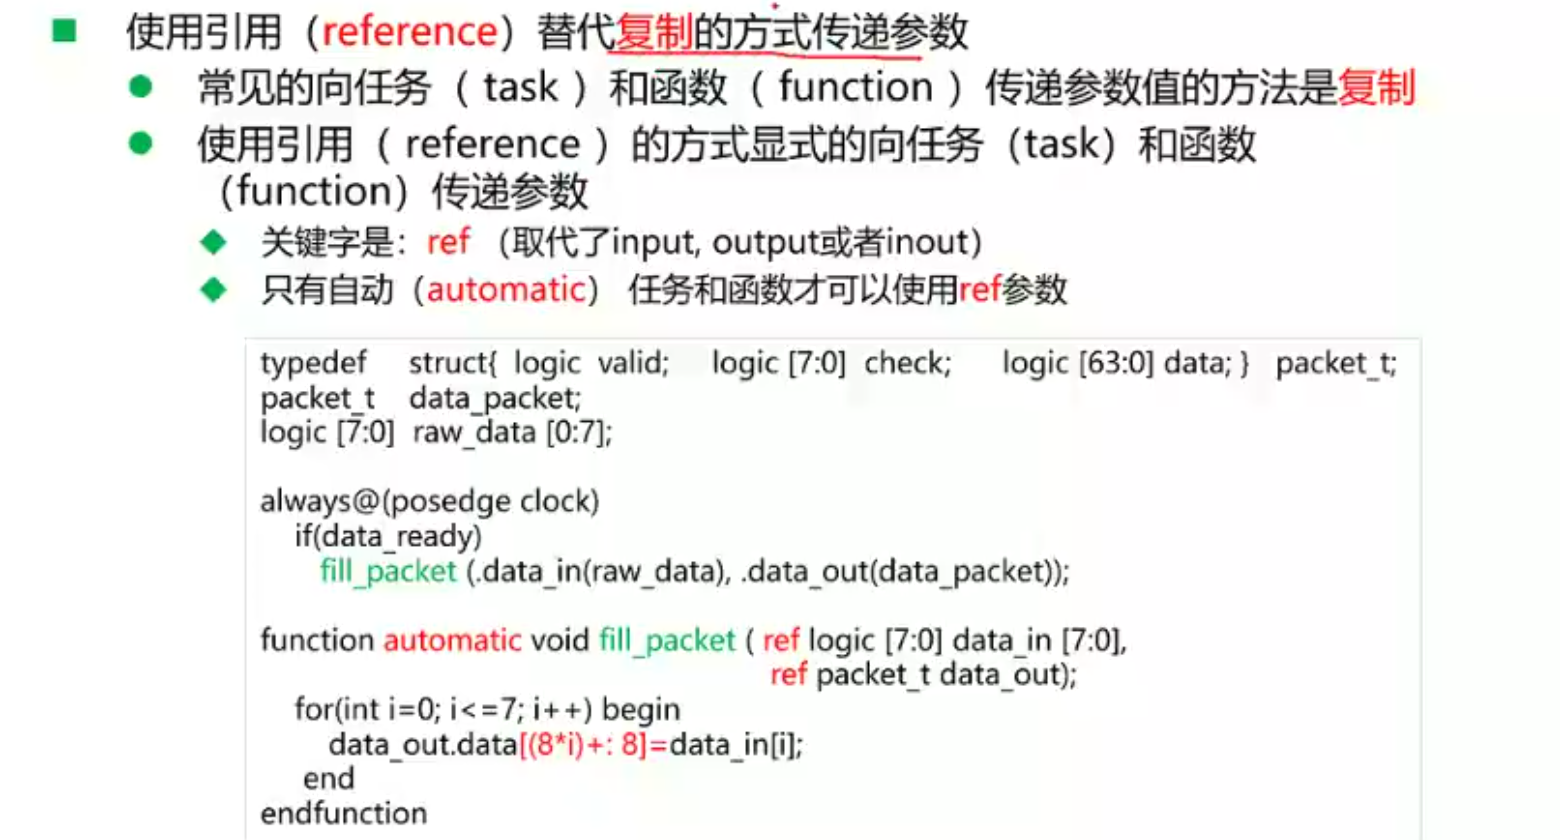 使用引用（reference）替代复制的方式传递参数
常见的向任务（ task ）和函数（ function ）传递参数值的方法是复制
使用引用（ reference ）的方式显式的向任务（task）和函数
（function）传递参数
关键字是：ref （取代了input, output或者inout）
只有自动（automatic） 任务和函数才可以使用ref参数
typedef struct{ logic valid; logic [7:0] check; logic [63:0] data; } packet_t;
packet_t data_packet;
logic [7:0] raw_data [0:7];
always@(posedge clock)
if(data_ready)
fill_packet (.data_in(raw_data), .data_out(data_packet));
function automatic void fill_packet ( ref logic [7:0] data_in [7:0],
ref packet_t data_out);
for(int i=0; i<=7; i++) begin
data_out.data[(8*i)+: 8]=data_in[i];
end
endfunction